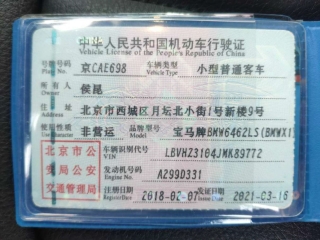 中华人民共和国机动车行驶证
Vehicle License of the People's Republic of China
号牌号码 京CAE698 车辆类型 小型普通客车
Plate No. Vehicle Type
所有人 侯昆
Owner
住址 北京市西城区月坛北小街1号新楼9号
Address
使用性质 非营运 品牌型号 宝马牌BMW6462LS(BMWX1)
北京市公安局公安交通管理局
车辆识别代号 LBVHZ3104JMK89772
VIN
发动机号码 A299D331
Engine No.
注册日期 2018-02-07 发证日期 2021-03-16
Register Date Issue Date